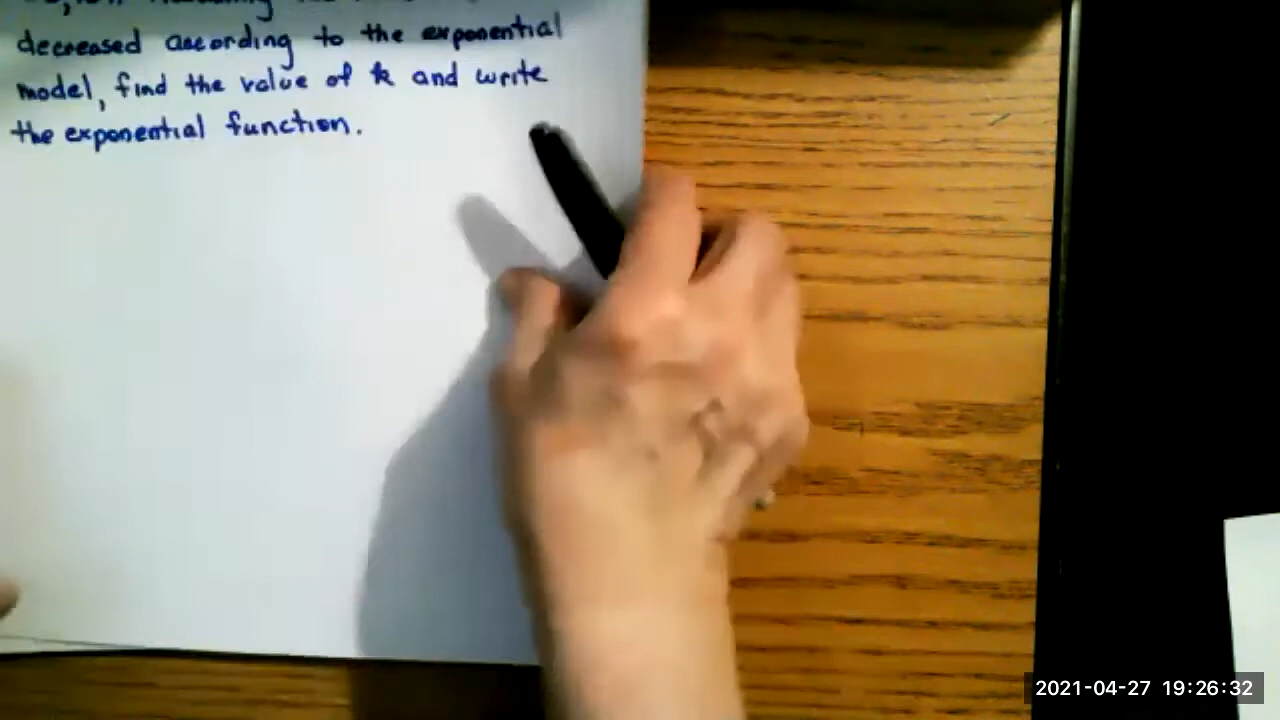 decreased according to the exponential
model, find the value of k and write
the exponential function.
2021-04-27 19:26:32